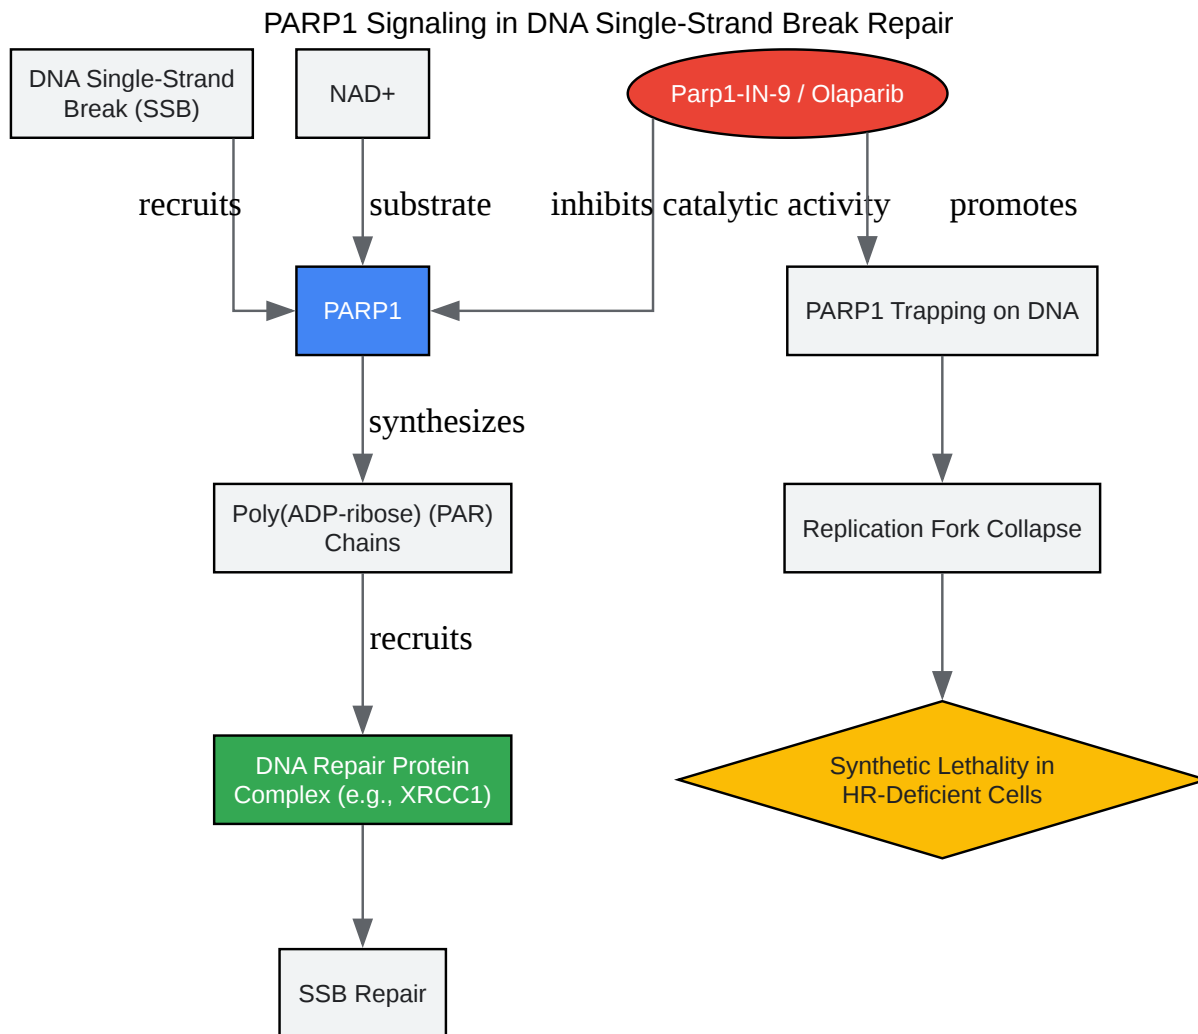 PARP1 Signaling in DNA Single-Strand Break Repair
DNA Single-Strand
Break (SSB)
NAD+
Parp1-IN-9 / Olaparib
recruits
substrate
inhibits catalytic activity
promotes
PARP1
PARP1 Trapping on DNA
synthesizes
Poly(ADP-ribose) (PAR)
Chains
Replication Fork Collapse
recruits
DNA Repair Protein
Complex (e.g., XRCC1)
Synthetic Lethality in
HR-Deficient Cells
SSB Repair